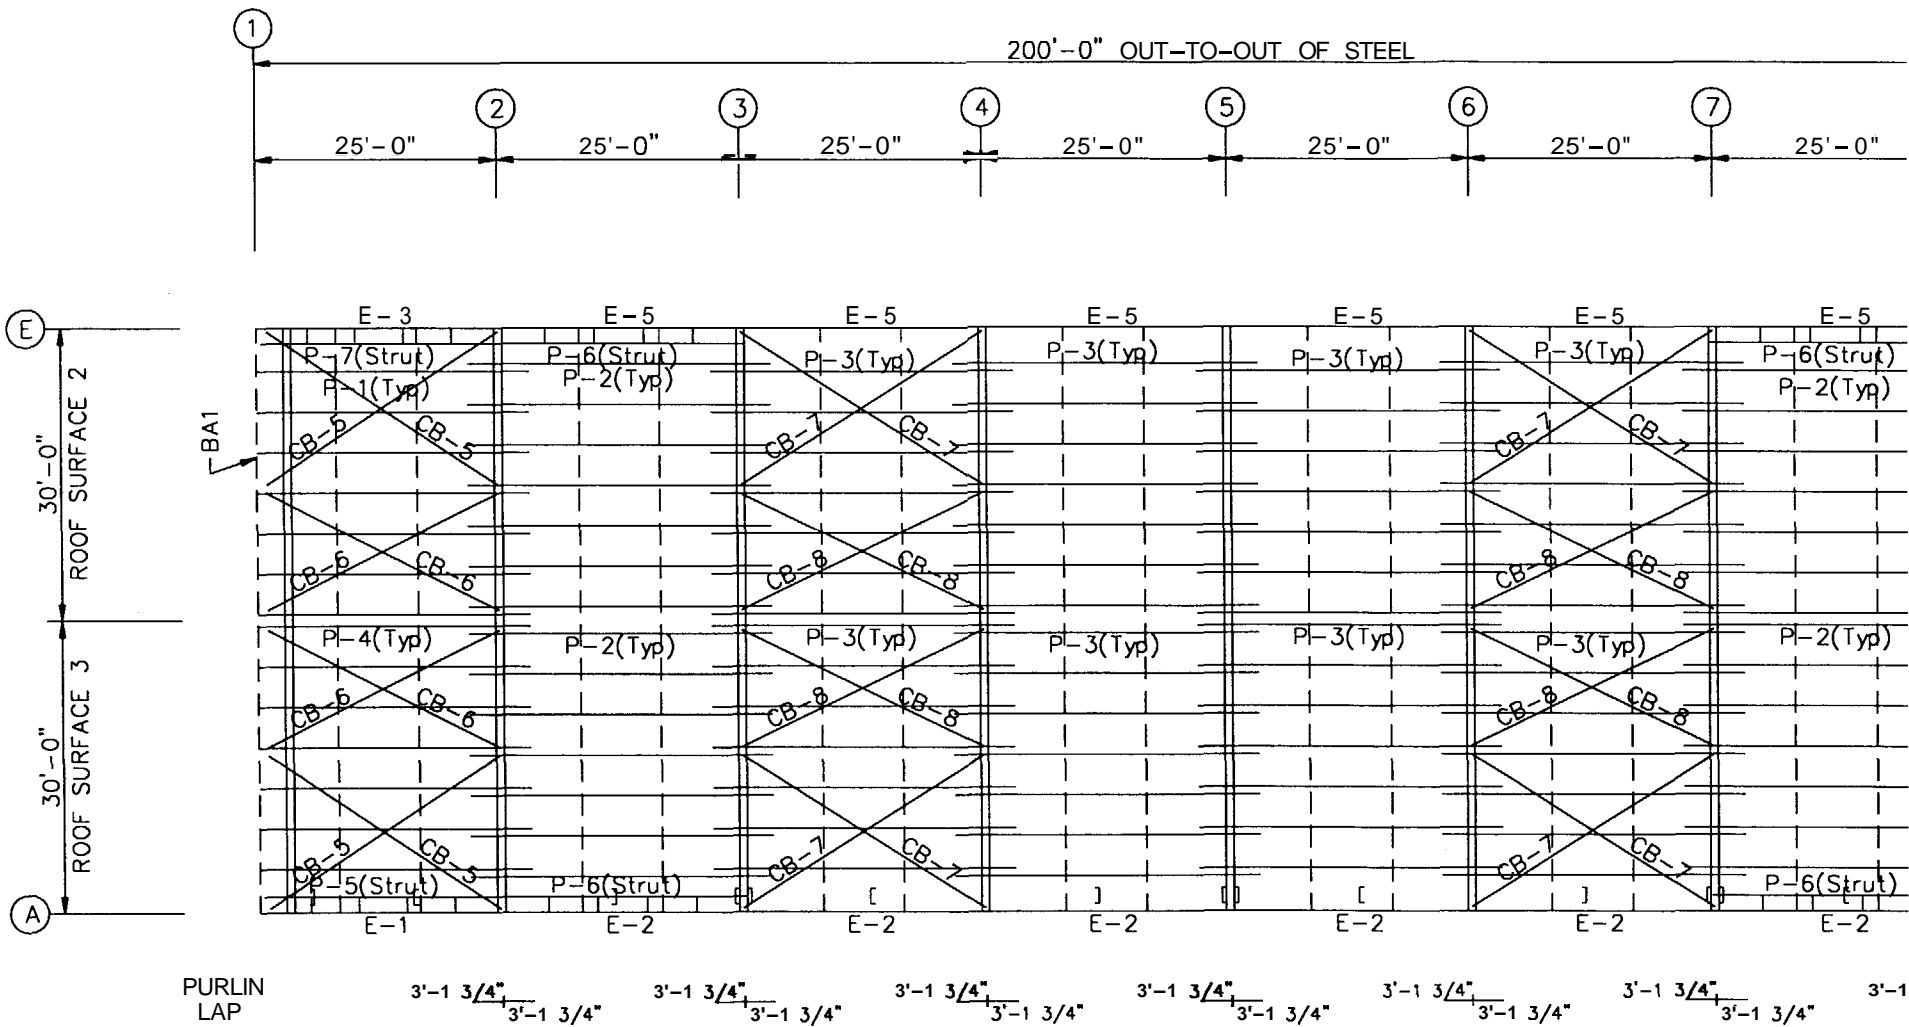 1
200'-0" OUT-TO-OUT OF STEEL
2 3 4 5 6 7
25'-0" 25'-0" 25'-0" 25'-0" 25'-0" 25'-0" 25'-0"
E-3 E-5 E-5 E-5 E-5 E-5 E-5
E
P-7(Strut) P-6(Strut) P-3(Typ) P-3(Typ) P-3(Typ) P-3(Typ) P-6(Strut)
P-1(Typ) P-2(Typ) P-2(Typ)
CB-5 CB-5 CB-7 CB-7 CB-7 CB-7
BA1
30'-0"
ROOF SURFACE 2
CB-6 CB-6 CB-8 CB-8 CB-8 CB-8
P-4(Typ) P-2(Typ) P-3(Typ) P-3(Typ) P-3(Typ) P-3(Typ) P-2(Typ)
CB-6 CB-6 CB-8 CB-8 CB-8 CB-8
30'-0"
ROOF SURFACE 3
CB-5 CB-5 CB-7 CB-7 CB-7 CB-7
P-5(Strut) P-6(Strut) P-6(Strut)
A
E-1 E-2 E-2 E-2 E-2 E-2 E-2
PURLIN
LAP
3'-1 3/4" 3'-1 3/4" 3'-1 3/4" 3'-1 3/4" 3'-1 3/4" 3'-1 3/4" 3'-1
3'-1 3/4" 3'-1 3/4" 3'-1 3/4" 3'-1 3/4" 3'-1 3/4" 3'-1 3/4"